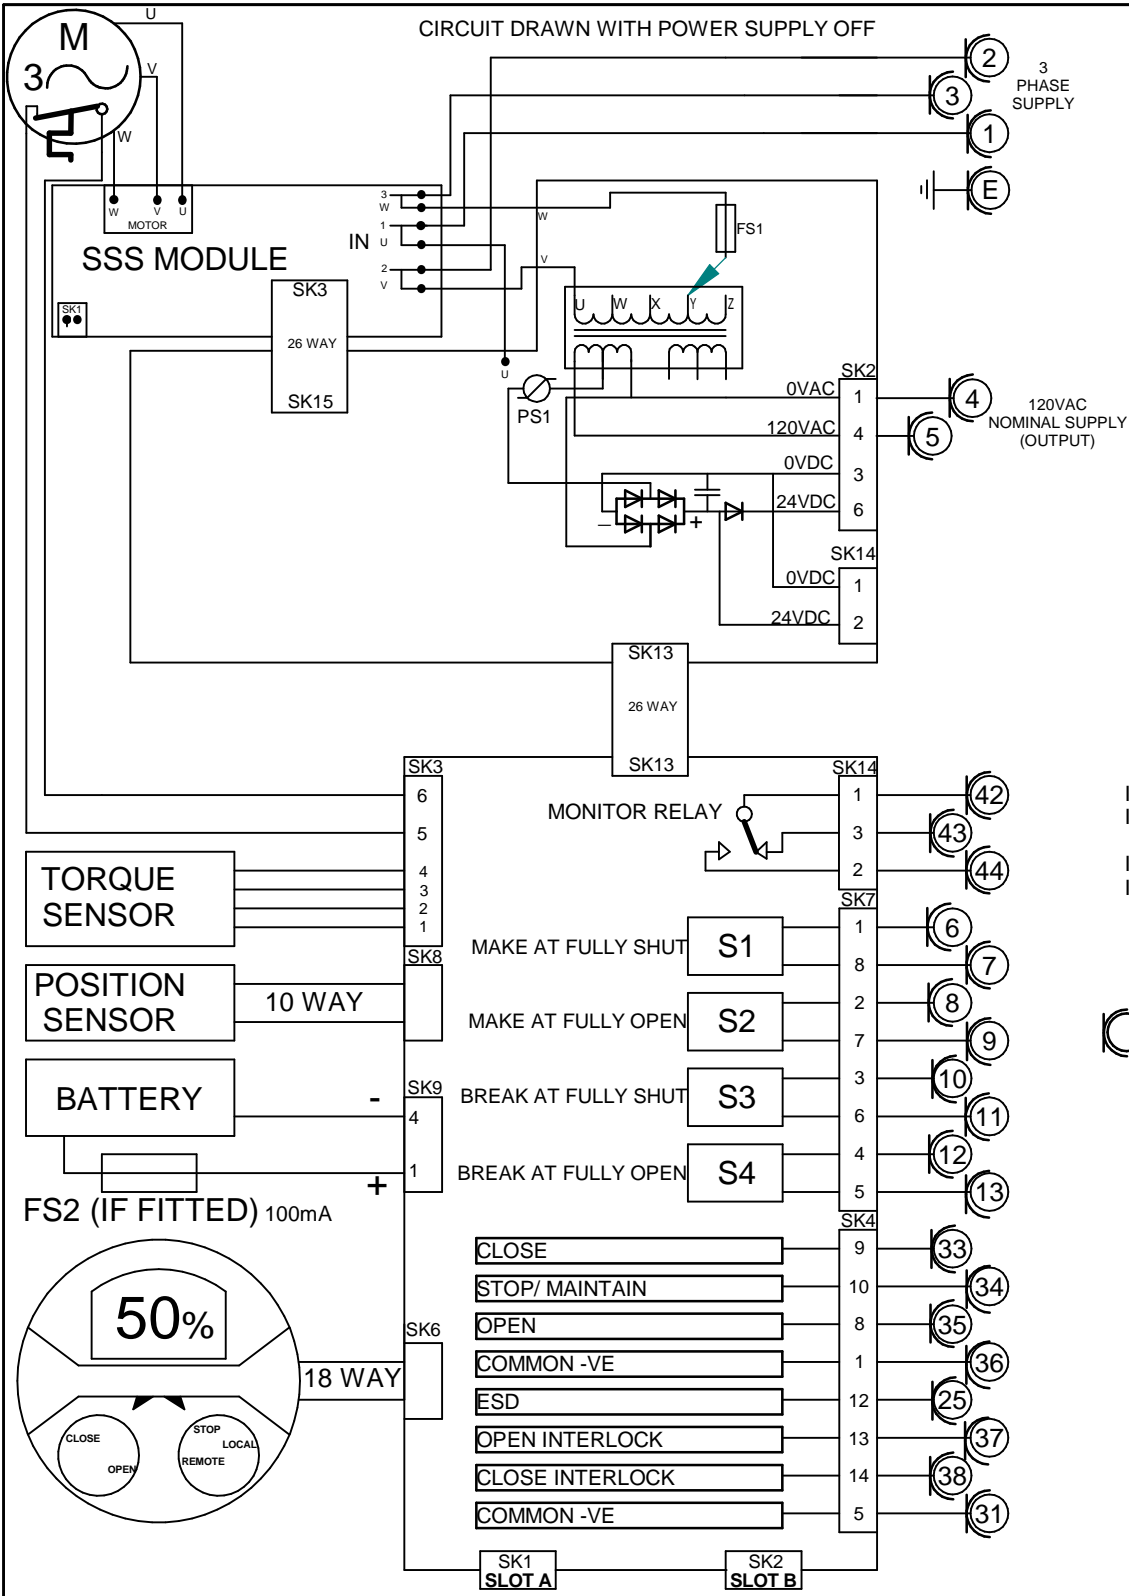 CIRCUIT DRAWN WITH POWER SUPPLY OFF
U
M
3
V
W
2
3
1
E
3
PHASE
SUPPLY
W V U
MOTOR
SSS MODULE
IN
3
W
1
U
2
V
W
V
U
FS1
SK1
SK3
26 WAY
SK15
U W X Y Z
PS1
SK2
0VAC 1 4
120VAC 4 5
0VDC 3
24VDC 6
120VAC
NOMINAL SUPPLY
(OUTPUT)
– +
SK14
0VDC 1
24VDC 2
SK13
26 WAY
SK13
SK3
6
5
4
3
2
1
TORQUE
SENSOR
SK8
POSITION
SENSOR
10 WAY
SK9
BATTERY
- 4
+ 1
FS2 (IF FITTED) 100mA
MONITOR RELAY
SK14
1 42
3 43
2 44
SK7
MAKE AT FULLY SHUT S1
1 6
8 7
MAKE AT FULLY OPEN S2
2 8
7 9
BREAK AT FULLY SHUT S3
3 10
6 11
BREAK AT FULLY OPEN S4
4 12
5 13
SK4
CLOSE 9 33
STOP/ MAINTAIN 10 34
OPEN 8 35
COMMON -VE 1 36
ESD 12 25
OPEN INTERLOCK 13 37
CLOSE INTERLOCK 14 38
COMMON -VE 5 31
50%
SK6
18 WAY
CLOSE
OPEN
STOP
LOCAL
REMOTE
SK1
SLOT A
SK2
SLOT B